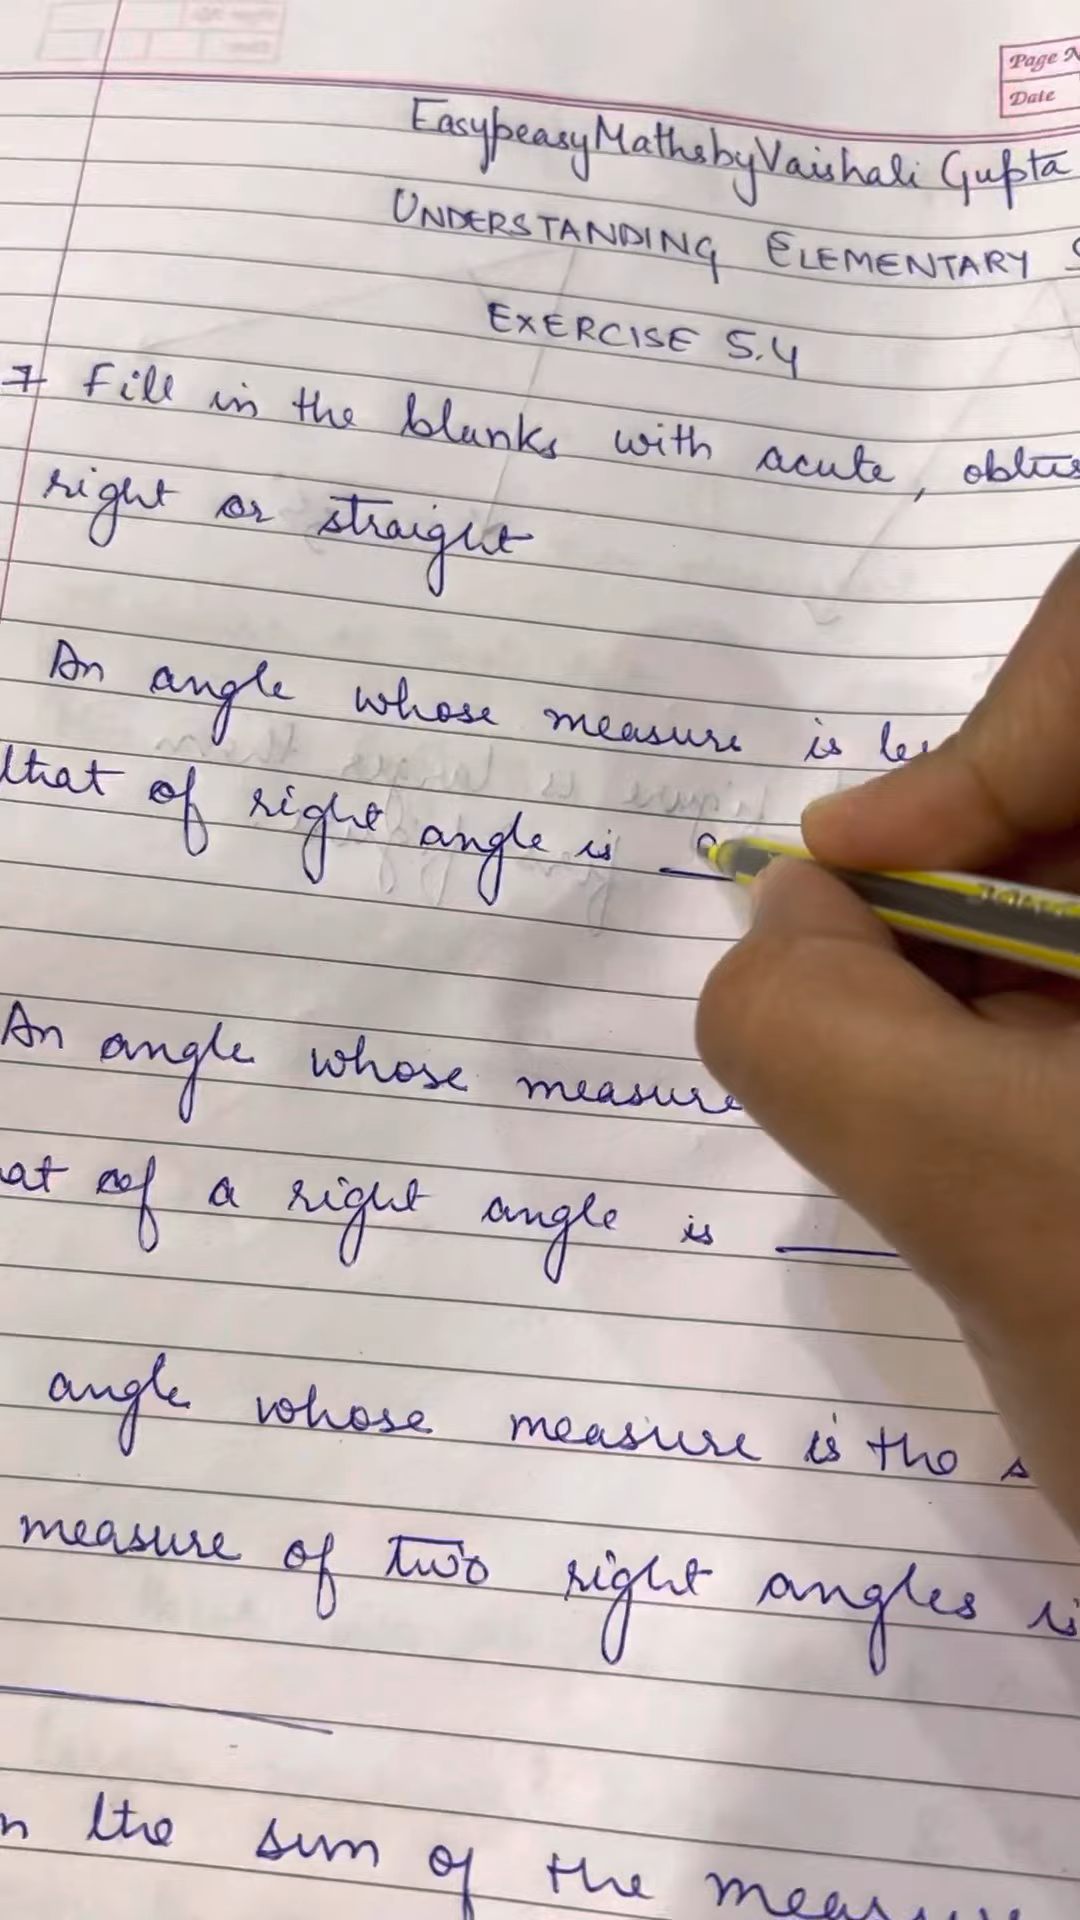 Page N
Date
EasypeasyMathsbyVaishali Gupta
UNDERSTANDING ELEMENTARY S
EXERCISE 5.4
7 Fill in the blanks with acute, obtus
right or straight
An angle whose measure is le
that of right angle is a
An angle whose measure
at of a right angle is
angle whose measure is the s
measure of two right angles is
n the sum of the measur